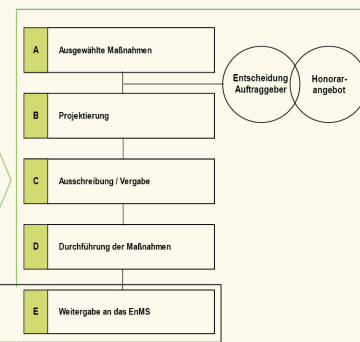 A Ausgewählte Maßnahmen
Entscheidung
Auftraggeber
Honorar-
angebot
B Projektierung
C Ausschreibung / Vergabe
D Durchführung der Maßnahmen
E Weitergabe an das EnMS